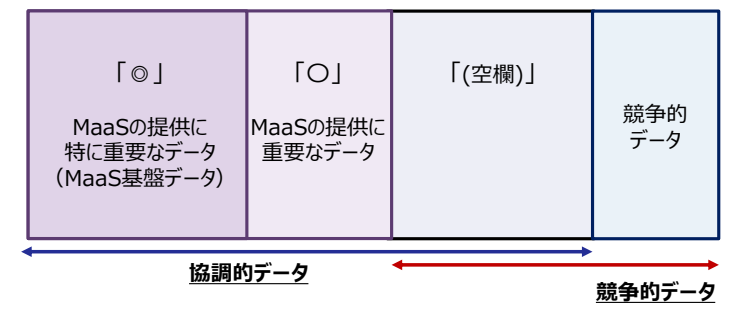 「◎」
MaaSの提供に
特に重要なデータ
（MaaS基盤データ）
「〇」
MaaSの提供に
重要なデータ
「(空欄)」
競争的
データ
協調的データ
競争的データ